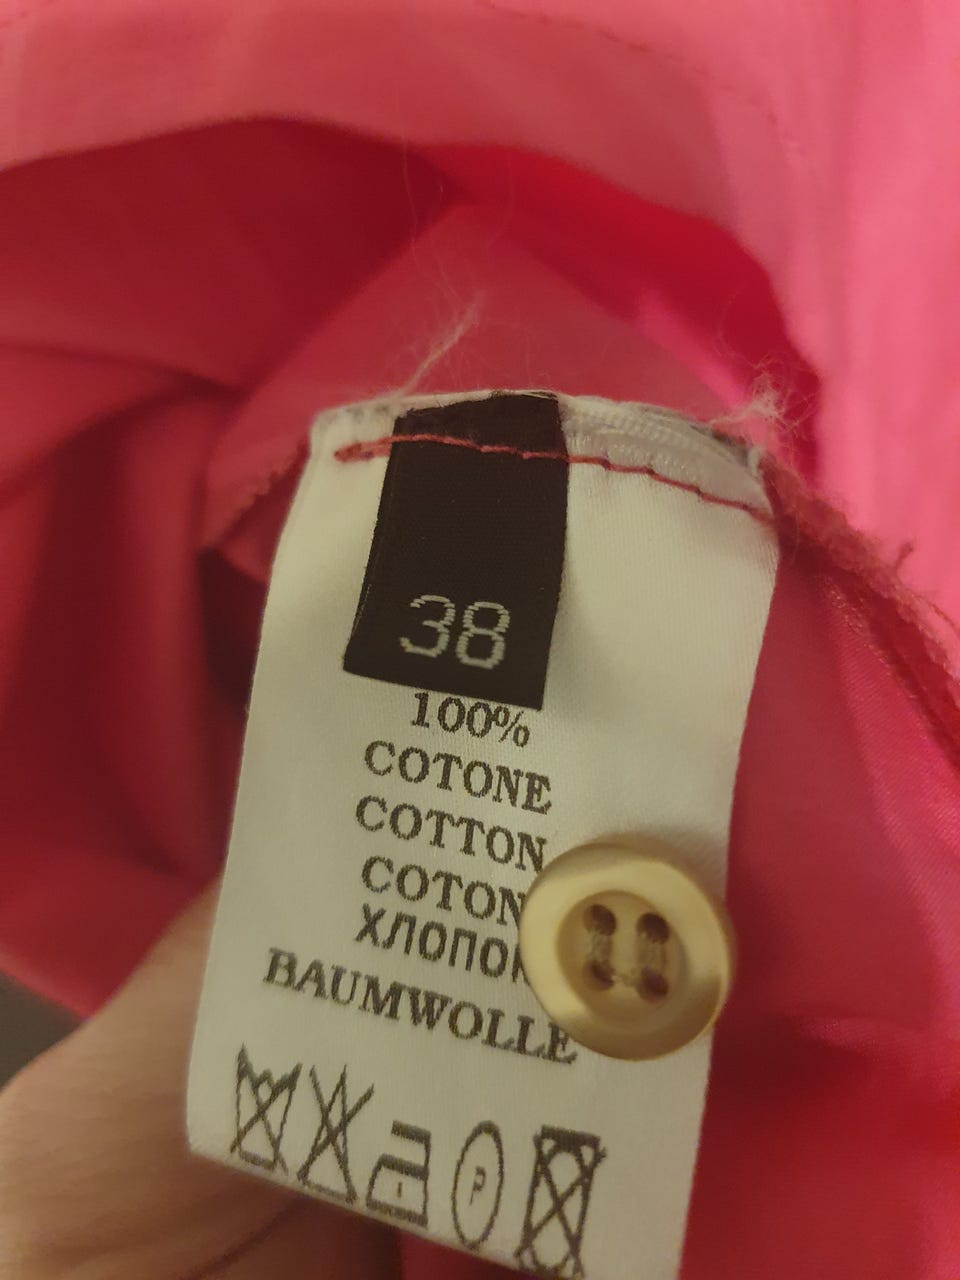 38
100%
COTONE
COTTON
COTON
ХЛОПОК
BAUMWOLLE
P